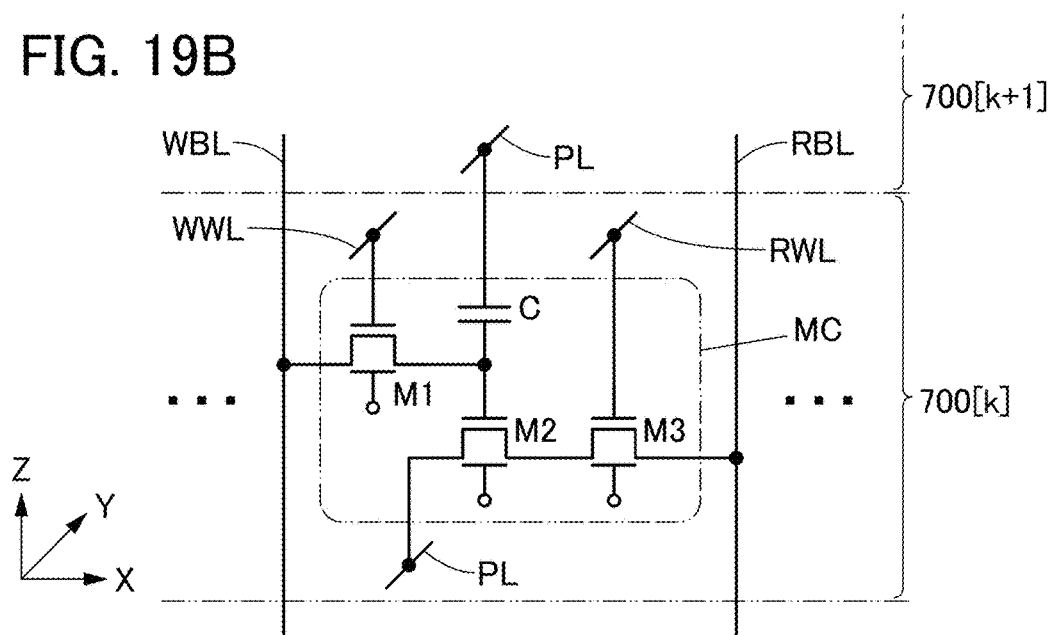 FIG. 19B
700[k+1]
WBL
PL
RBL
WWL
RWL
C
MC
M1
700[k]
M2
M3
Z
Y
X
PL